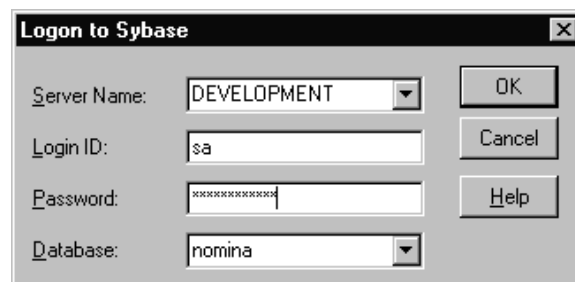 Logon to Sybase
Server Name: DEVELOPMENT OK
Login ID: sa Cancel
Password: ************ Help
Database: nomina